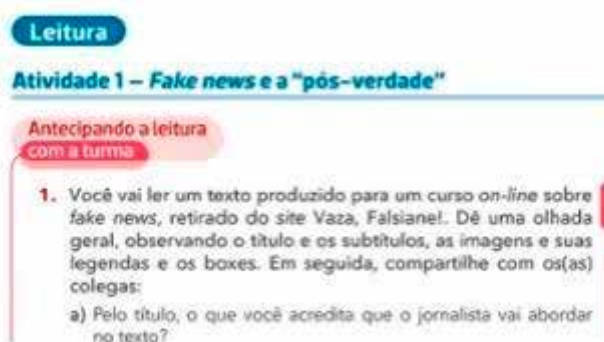 Leitura
Atividade 1 – Fake news e a "pós-verdade"
Antecipando a leitura
com a turma
1. Você vai ler um texto produzido para um curso on-line sobre
fake news, retirado do site Vaza, Falsiane!. Dê uma olhada
geral, observando o título e os subtítulos, as imagens e suas
legendas e os boxes. Em seguida, compartilhe com os(as)
colegas:
a) Pelo título, o que você acredita que o jornalista vai abordar
no texto?